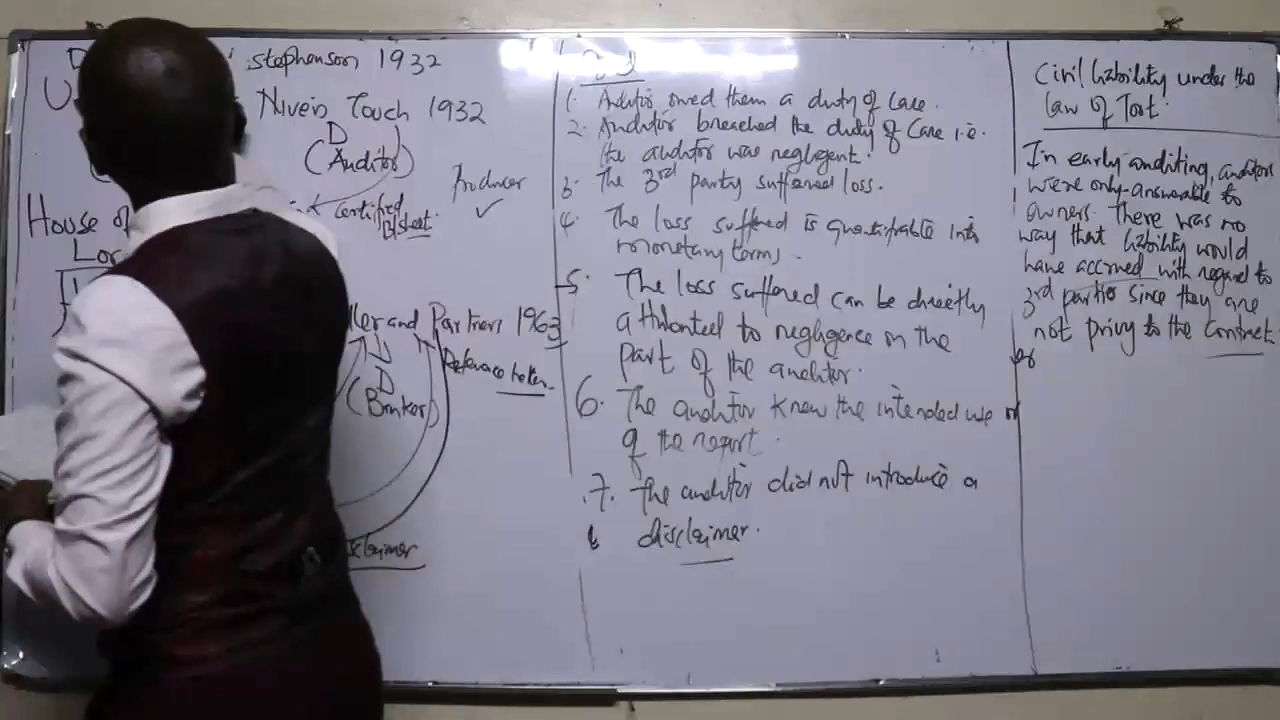 stephenson 1932
Niven Touch 1932
D
(Auditor)
Producer
Certified
B/sheet
House of
Lor
ller and Partners 1963
Reference letter
D
(Banker)
sclaimer
1. Auditor owed them a duty of care.
2. Auditor breached the duty of Care i.e.
the auditor was negligent.
3. The 3rd party suffered loss.
4. The loss suffered is quantifiable into
monetary terms.
5. The loss suffered can be directly
attributed to negligence on the
part of the auditor.
6. The auditor knew the intended use
of the report.
7. The auditor did not introduce a
disclaimer.
Civil liability under the
law of Tort.
In early auditing, auditors
were only answerable to
owners. There was no
way that liability would
have accrued with regard to
3rd parties since they are
not privy to the contract